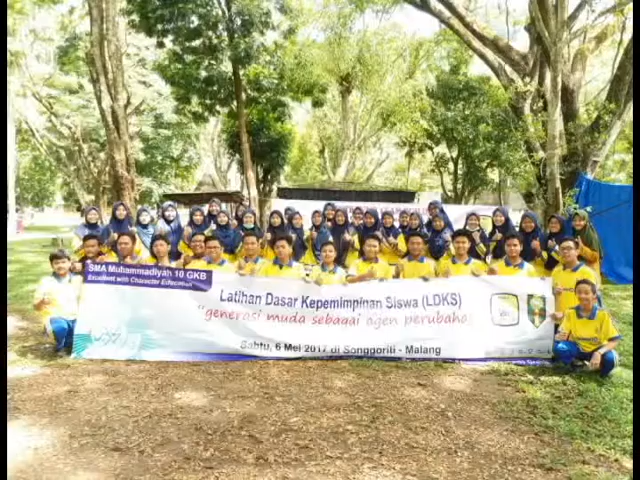 SMA Muhammadiyah 10 GKB
Excellent with Character Education
Latihan Dasar Kepemimpinan Siswa (LDKS)
"generasi muda sebagai agen perubaha
Sabtu, 6 Mei 2017 di Songgoriti - Malang